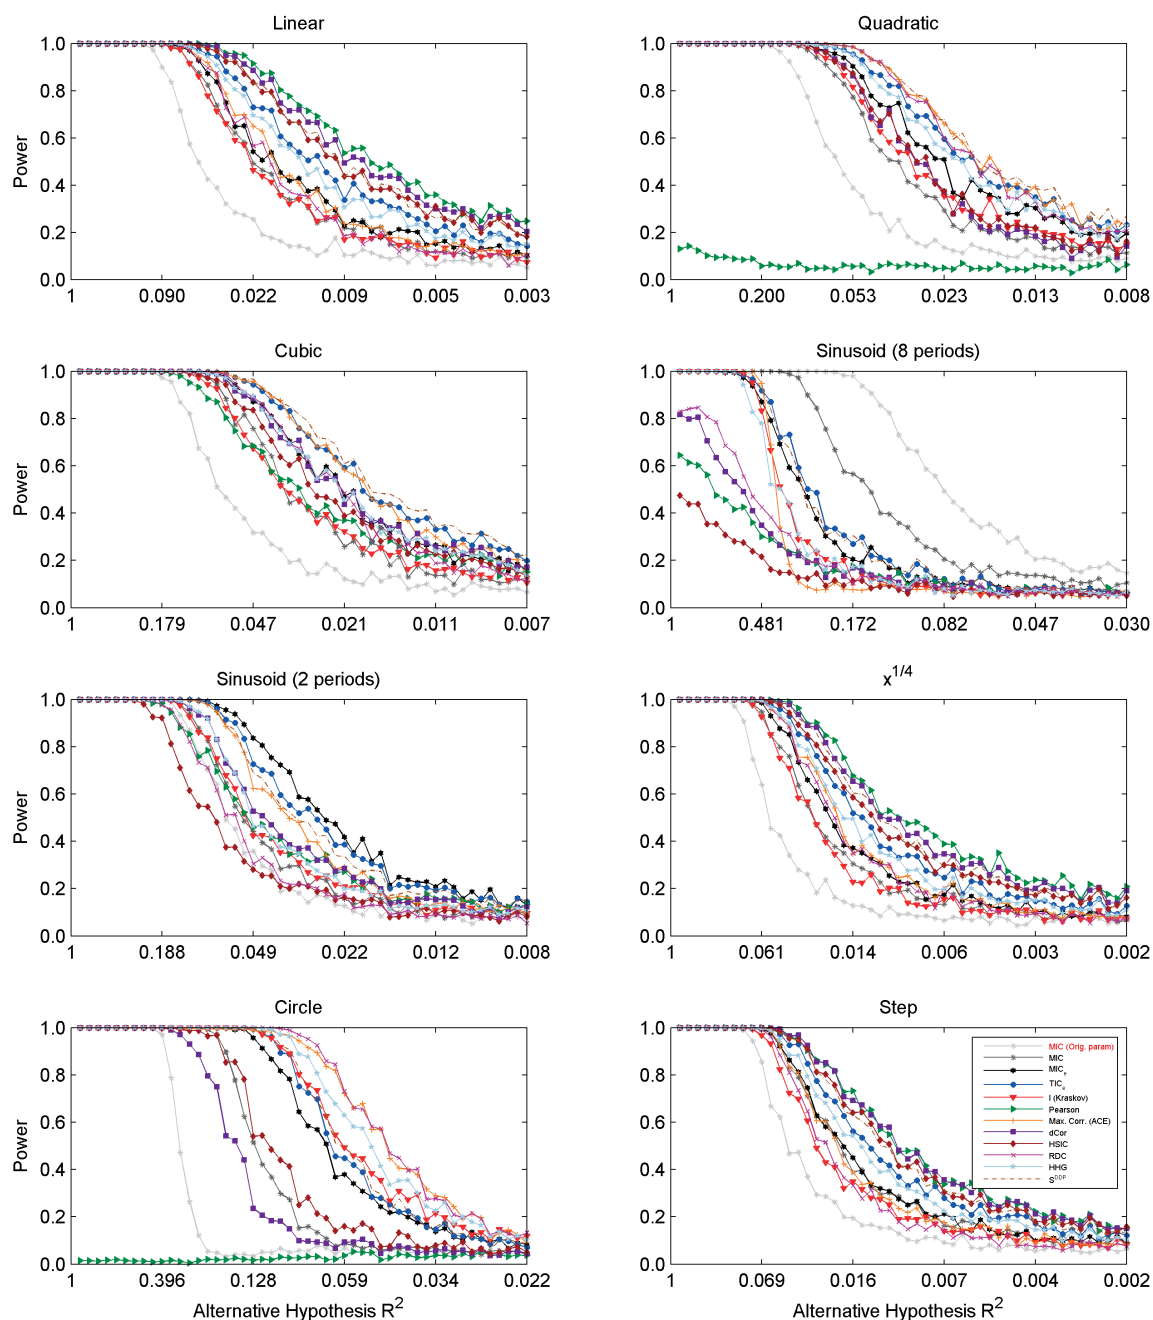 Linear
Power
1.0
0.8
0.6
0.4
0.2
0.0
1 0.090 0.022 0.009 0.005 0.003
Quadratic
1.0
0.8
0.6
0.4
0.2
0.0
1 0.200 0.053 0.023 0.013 0.008
Cubic
Power
1.0
0.8
0.6
0.4
0.2
0.0
1 0.179 0.047 0.021 0.011 0.007
Sinusoid (8 periods)
Power
1.0
0.8
0.6
0.4
0.2
0.0
1 0.481 0.172 0.082 0.047 0.030
Sinusoid (2 periods)
Power
1.0
0.8
0.6
0.4
0.2
0.0
1 0.188 0.049 0.022 0.012 0.008
x^1/4
1.0
0.8
0.6
0.4
0.2
0.0
1 0.061 0.014 0.006 0.003 0.002
Circle
Power
1.0
0.8
0.6
0.4
0.2
0.0
1 0.396 0.128 0.059 0.034 0.022
Alternative Hypothesis R^2
Step
1.0
0.8
0.6
0.4
0.2
0.0
1 0.069 0.016 0.007 0.004 0.002
Alternative Hypothesis R^2
MIC (Orig. param)
MIC
MIC_e
TIC_e
I (Kraskov)
Pearson
Max. Corr. (ACE)
dCor
HSIC
RDC
HHG
S^DDP